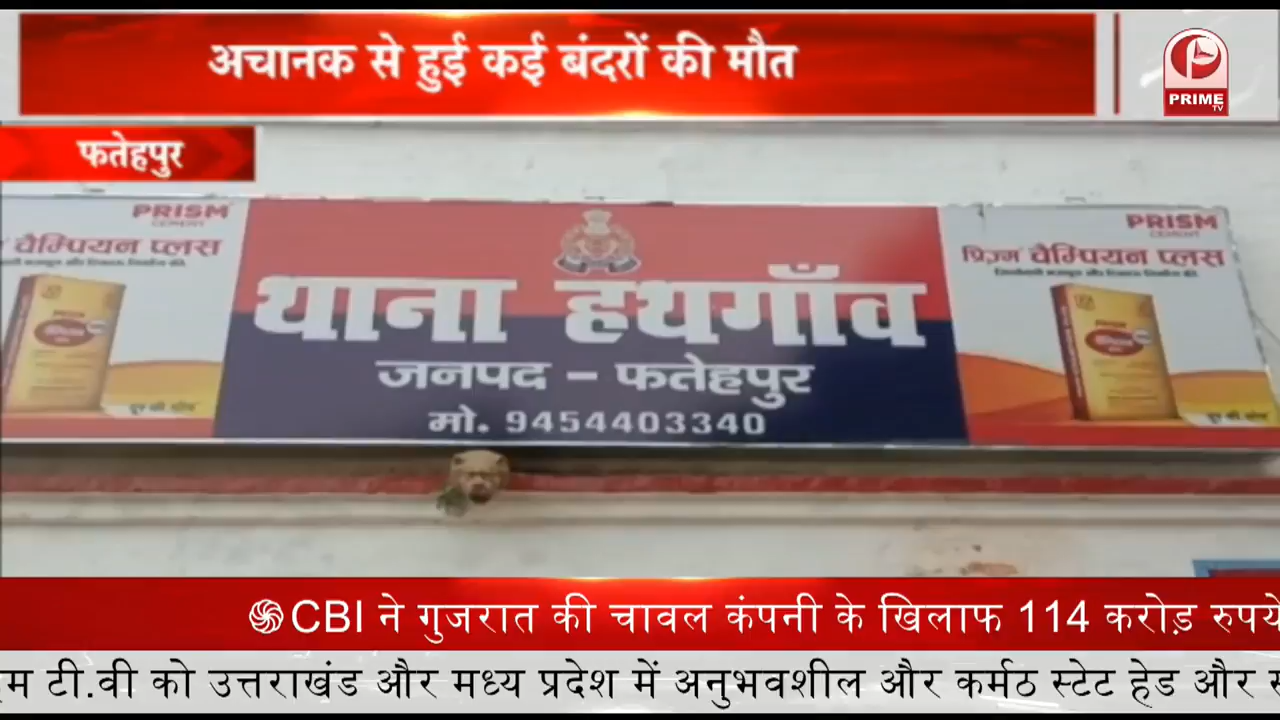 अचानक से हुई कई बंदरों की मौत
PRIME
TV
फतेहपुर
PRISM
CEMENT
चैम्पियन प्लस
थाना हथगाँव
जनपद - फतेहपुर
मो. 9454403340
PRISM
CEMENT
प्रिज़्म चैम्पियन प्लस
CBI ने गुजरात की चावल कंपनी के खिलाफ 114 करोड़ रुपये
टी.वी को उत्तराखंड और मध्य प्रदेश में अनुभवशील और कर्मठ स्टेट हेड और